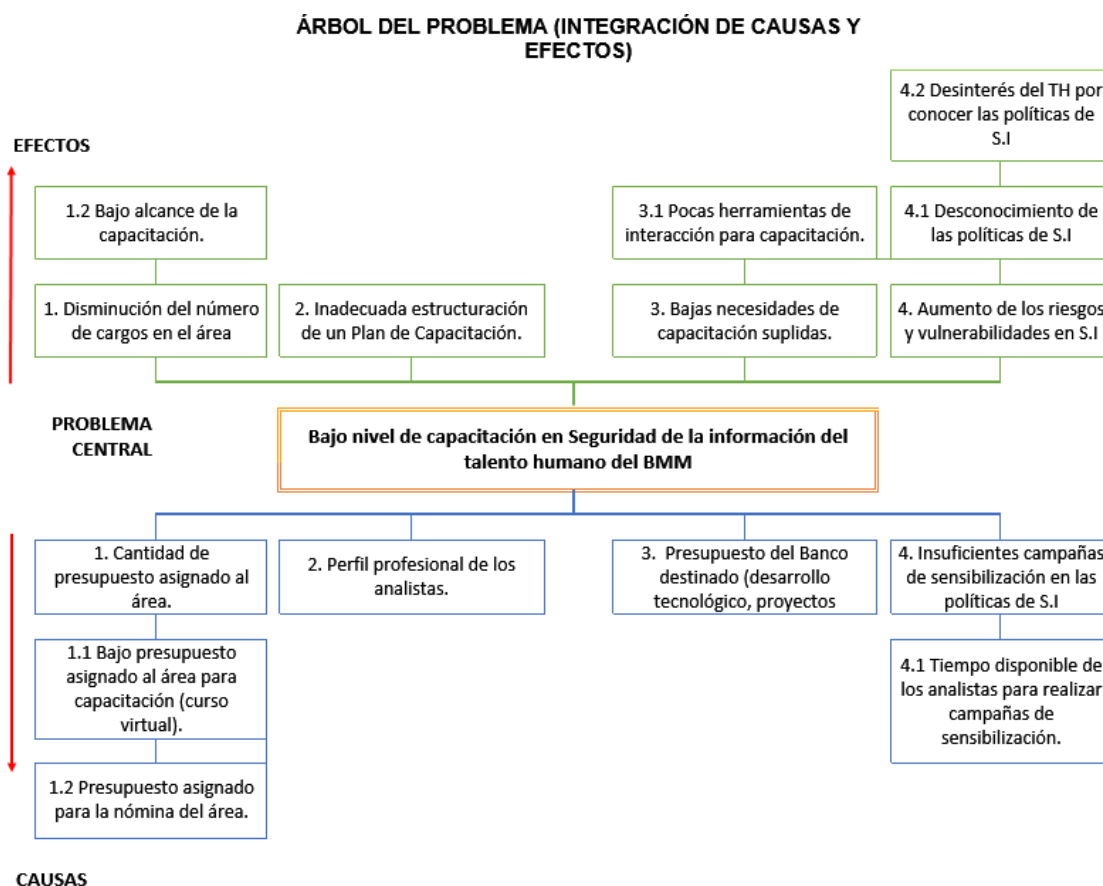 ÁRBOL DEL PROBLEMA (INTEGRACIÓN DE CAUSAS Y
EFECTOS)
4.2 Desinterés del TH por
conocer las políticas de
S.I
EFECTOS
1.2 Bajo alcance de la
capacitación.
3.1 Pocas herramientas de
interacción para capacitación.
4.1 Desconocimiento de
las políticas de S.I
1. Disminución del número
de cargos en el área
2. Inadecuada estructuración
de un Plan de Capacitación.
3. Bajas necesidades de
capacitación suplidas.
4. Aumento de los riesgos
y vulnerabilidades en S.I
PROBLEMA
CENTRAL
Bajo nivel de capacitación en Seguridad de la información del
talento humano del BMM
1. Cantidad de
presupuesto asignado al
área.
2. Perfil profesional de los
analistas.
3. Presupuesto del Banco
destinado (desarrollo
tecnológico, proyectos
4. Insuficientes campañas
de sensibilización en las
políticas de S.I
1.1 Bajo presupuesto
asignado al área para
capacitación (curso
virtual).
4.1 Tiempo disponible de
los analistas para realizar
campañas de
sensibilización.
1.2 Presupuesto asignado
para la nómina del área.
CAUSAS